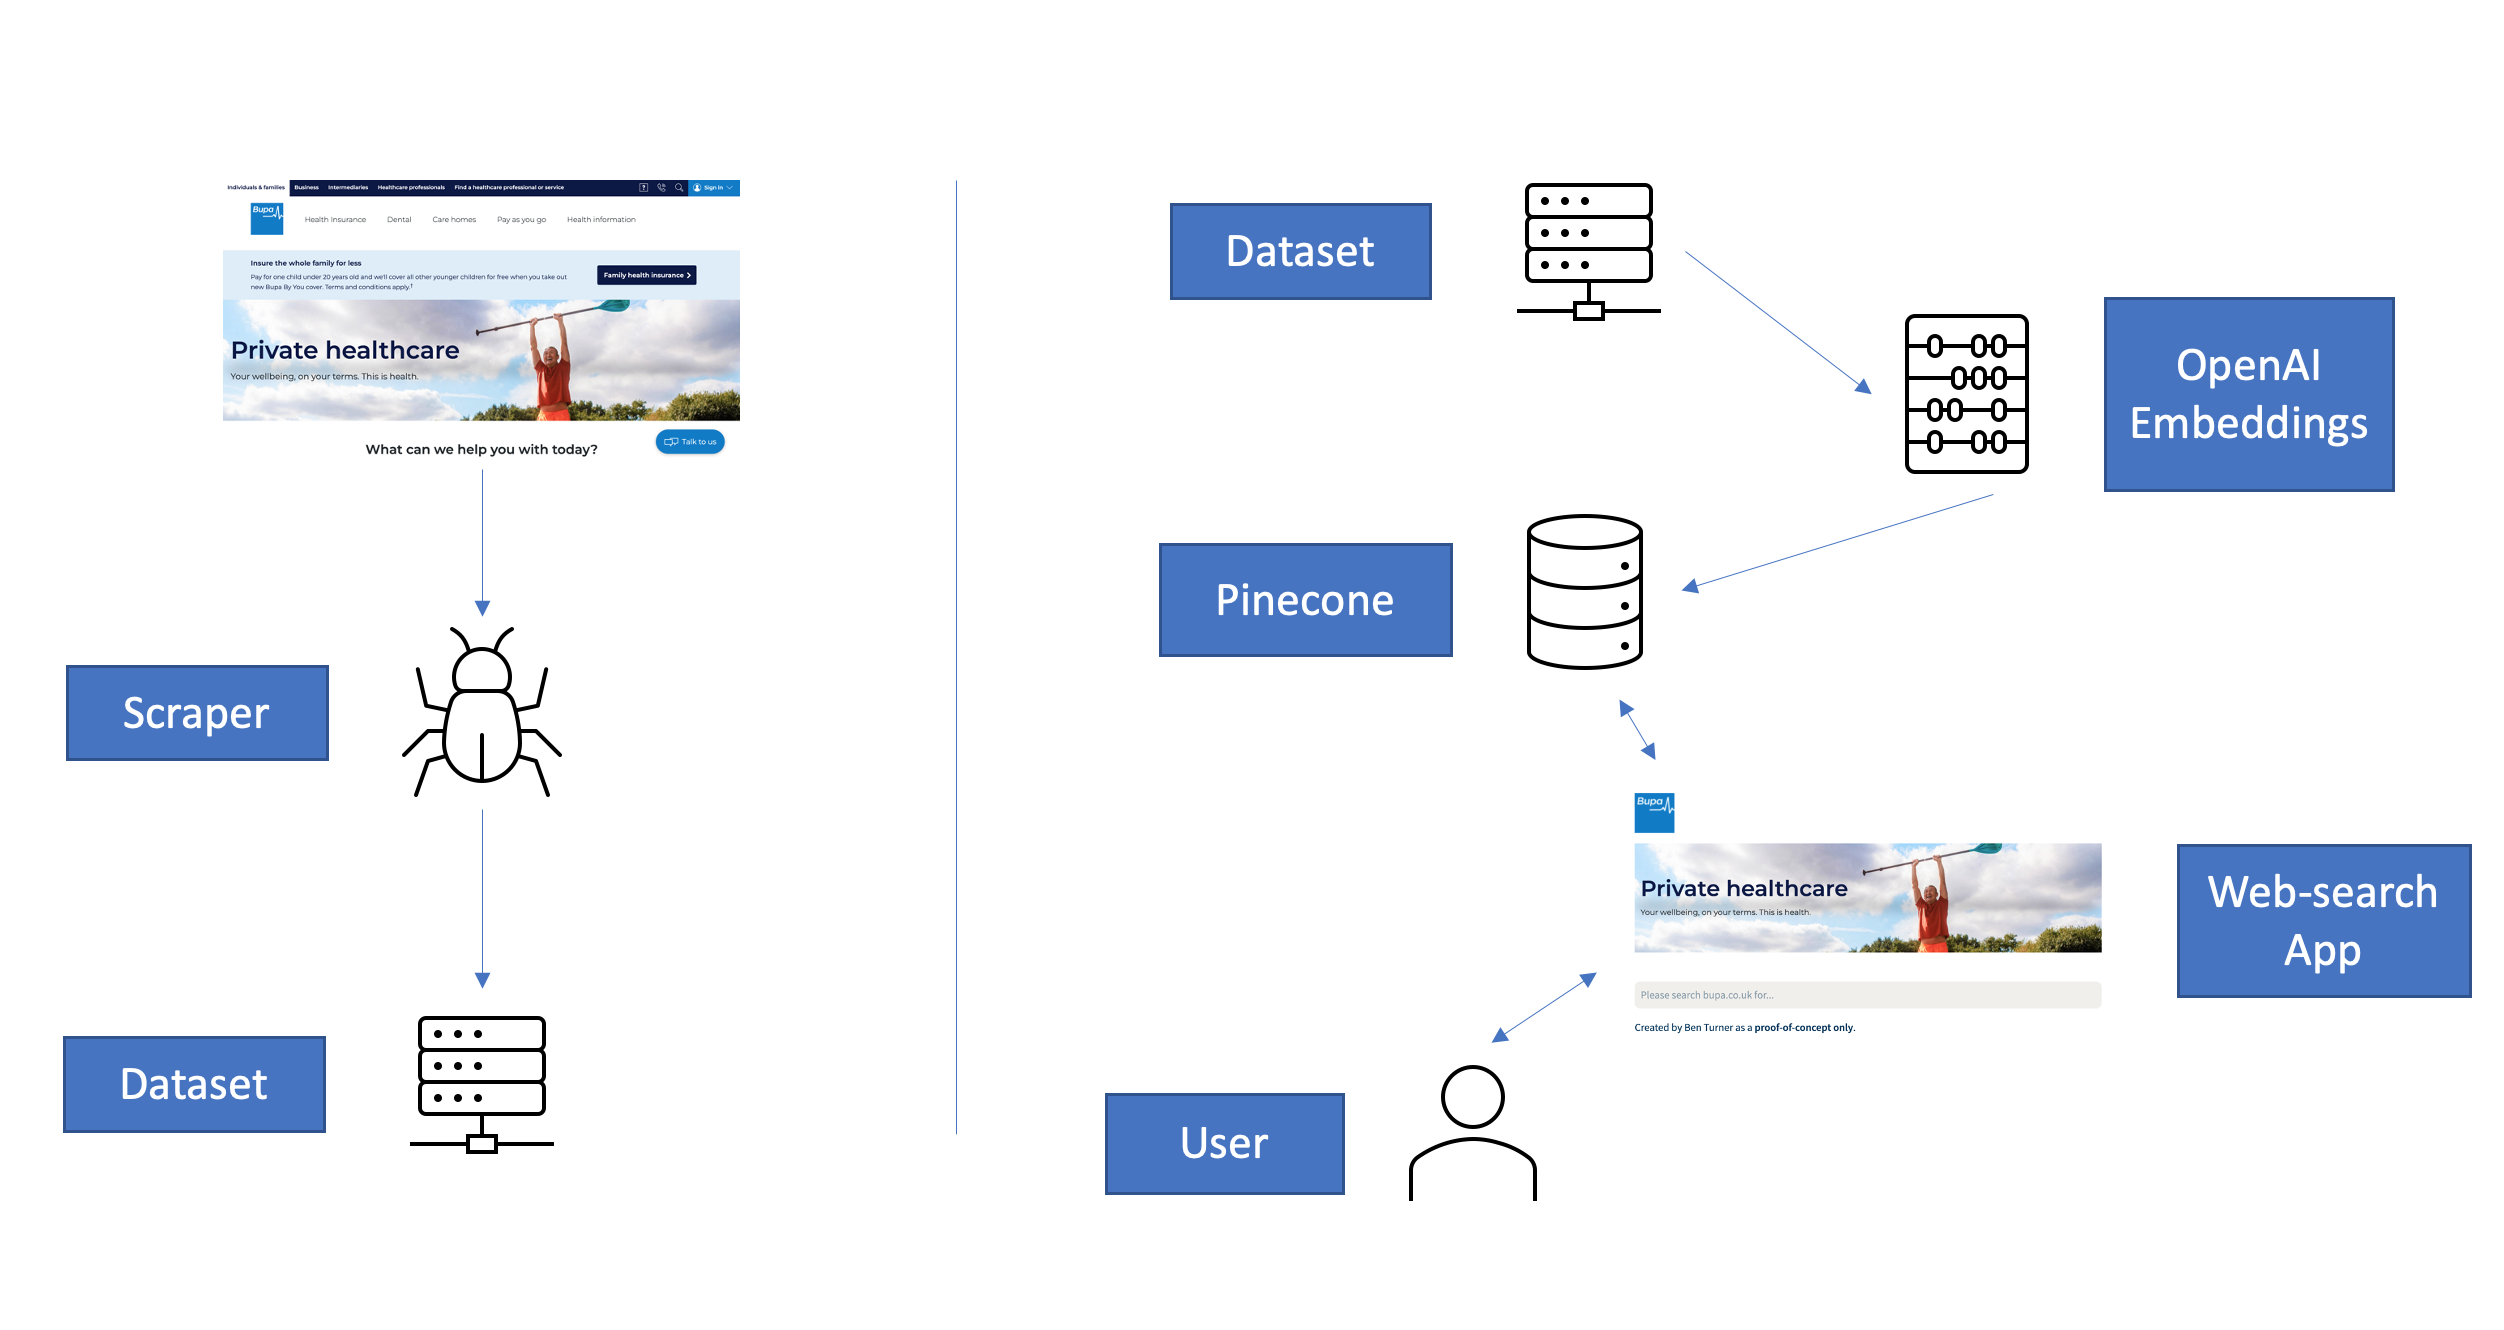 Individuals & families Business Intermediaries Healthcare professionals Find a healthcare professional or service ? Sign in
Bupa
Health Insurance Dental Care homes Pay as you go Health information
Insure the whole family for less
Pay for one child under 20 years old and we'll cover all other younger children for free when you take out
new Bupa By You cover. Terms and conditions apply.†
Family health insurance
Private healthcare
Your wellbeing, on your terms. This is health.
What can we help you with today?
Talk to us
Scraper
Dataset
Dataset
OpenAI
Embeddings
Pinecone
Bupa
Private healthcare
Your wellbeing, on your terms. This is health.
Please search bupa.co.uk for...
Created by Ben Turner as a proof-of-concept only.
Web-search
App
User